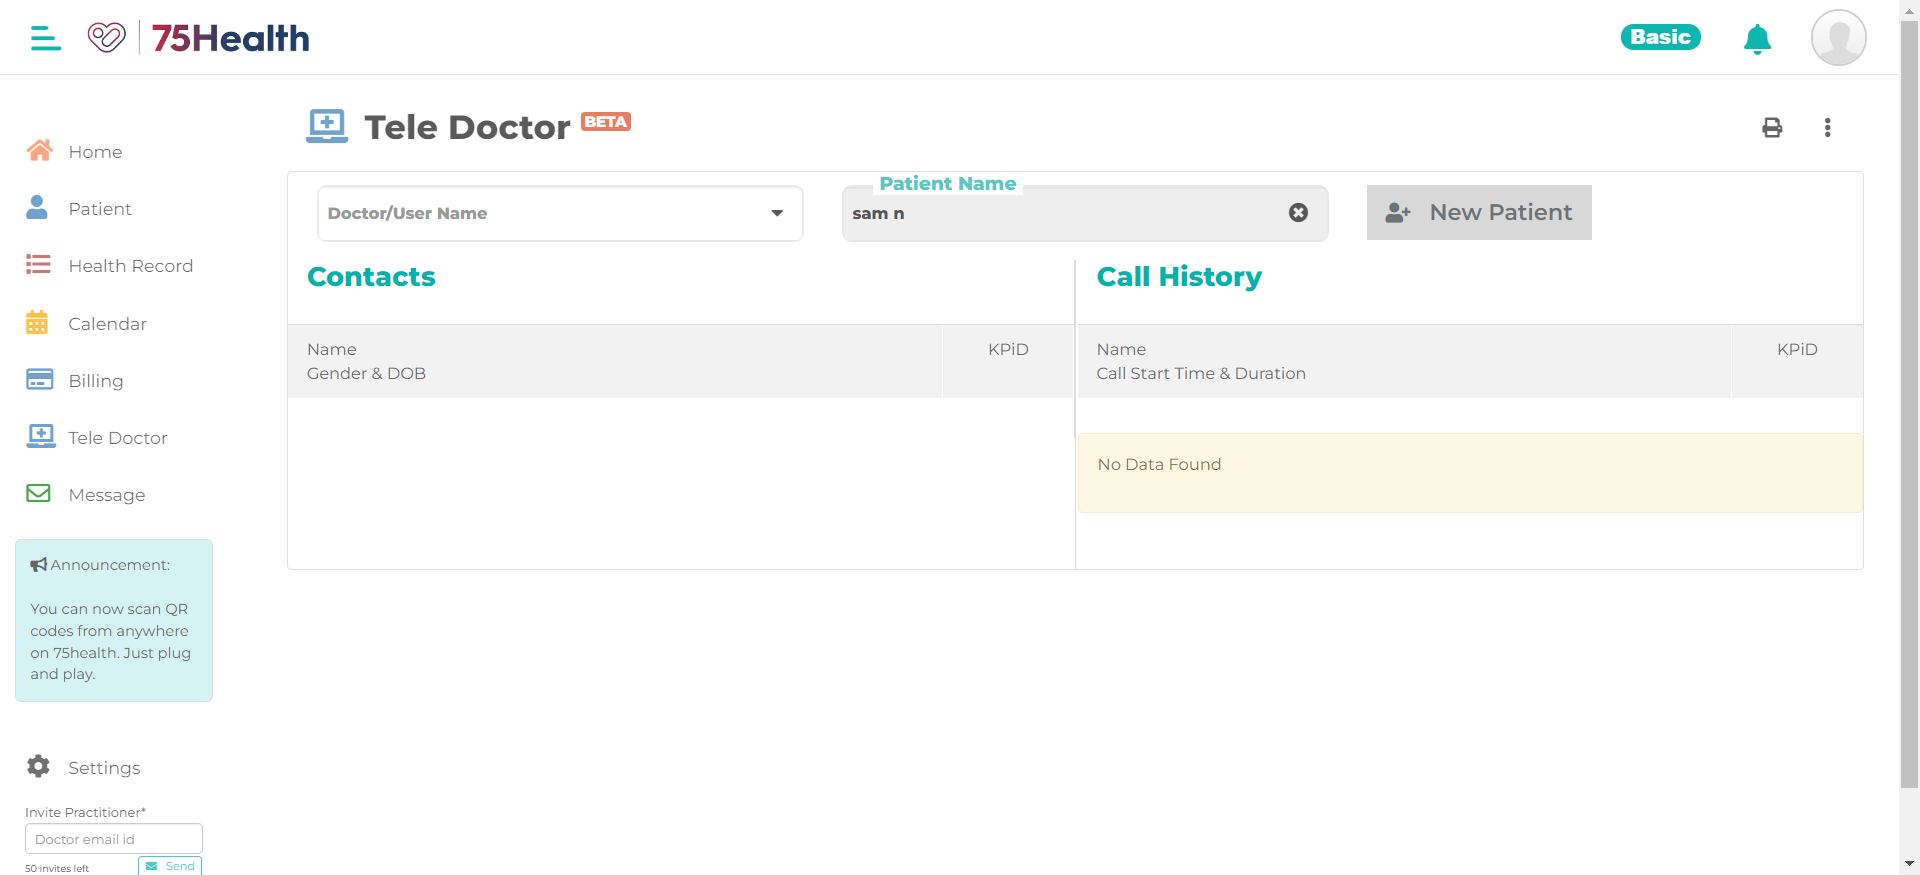 75Health
Basic
Home
Patient
Health Record
Calendar
Billing
Tele Doctor
Message
Announcement:
You can now scan QR
codes from anywhere
on 75health. Just plug
and play.
Settings
Invite Practitioner*
Doctor email id
50 invites left
Send
Tele Doctor BETA
Doctor/User Name
Patient Name
sam n
New Patient
Contacts
Name
Gender & DOB
KPiD
Call History
Name
Call Start Time & Duration
KPiD
No Data Found